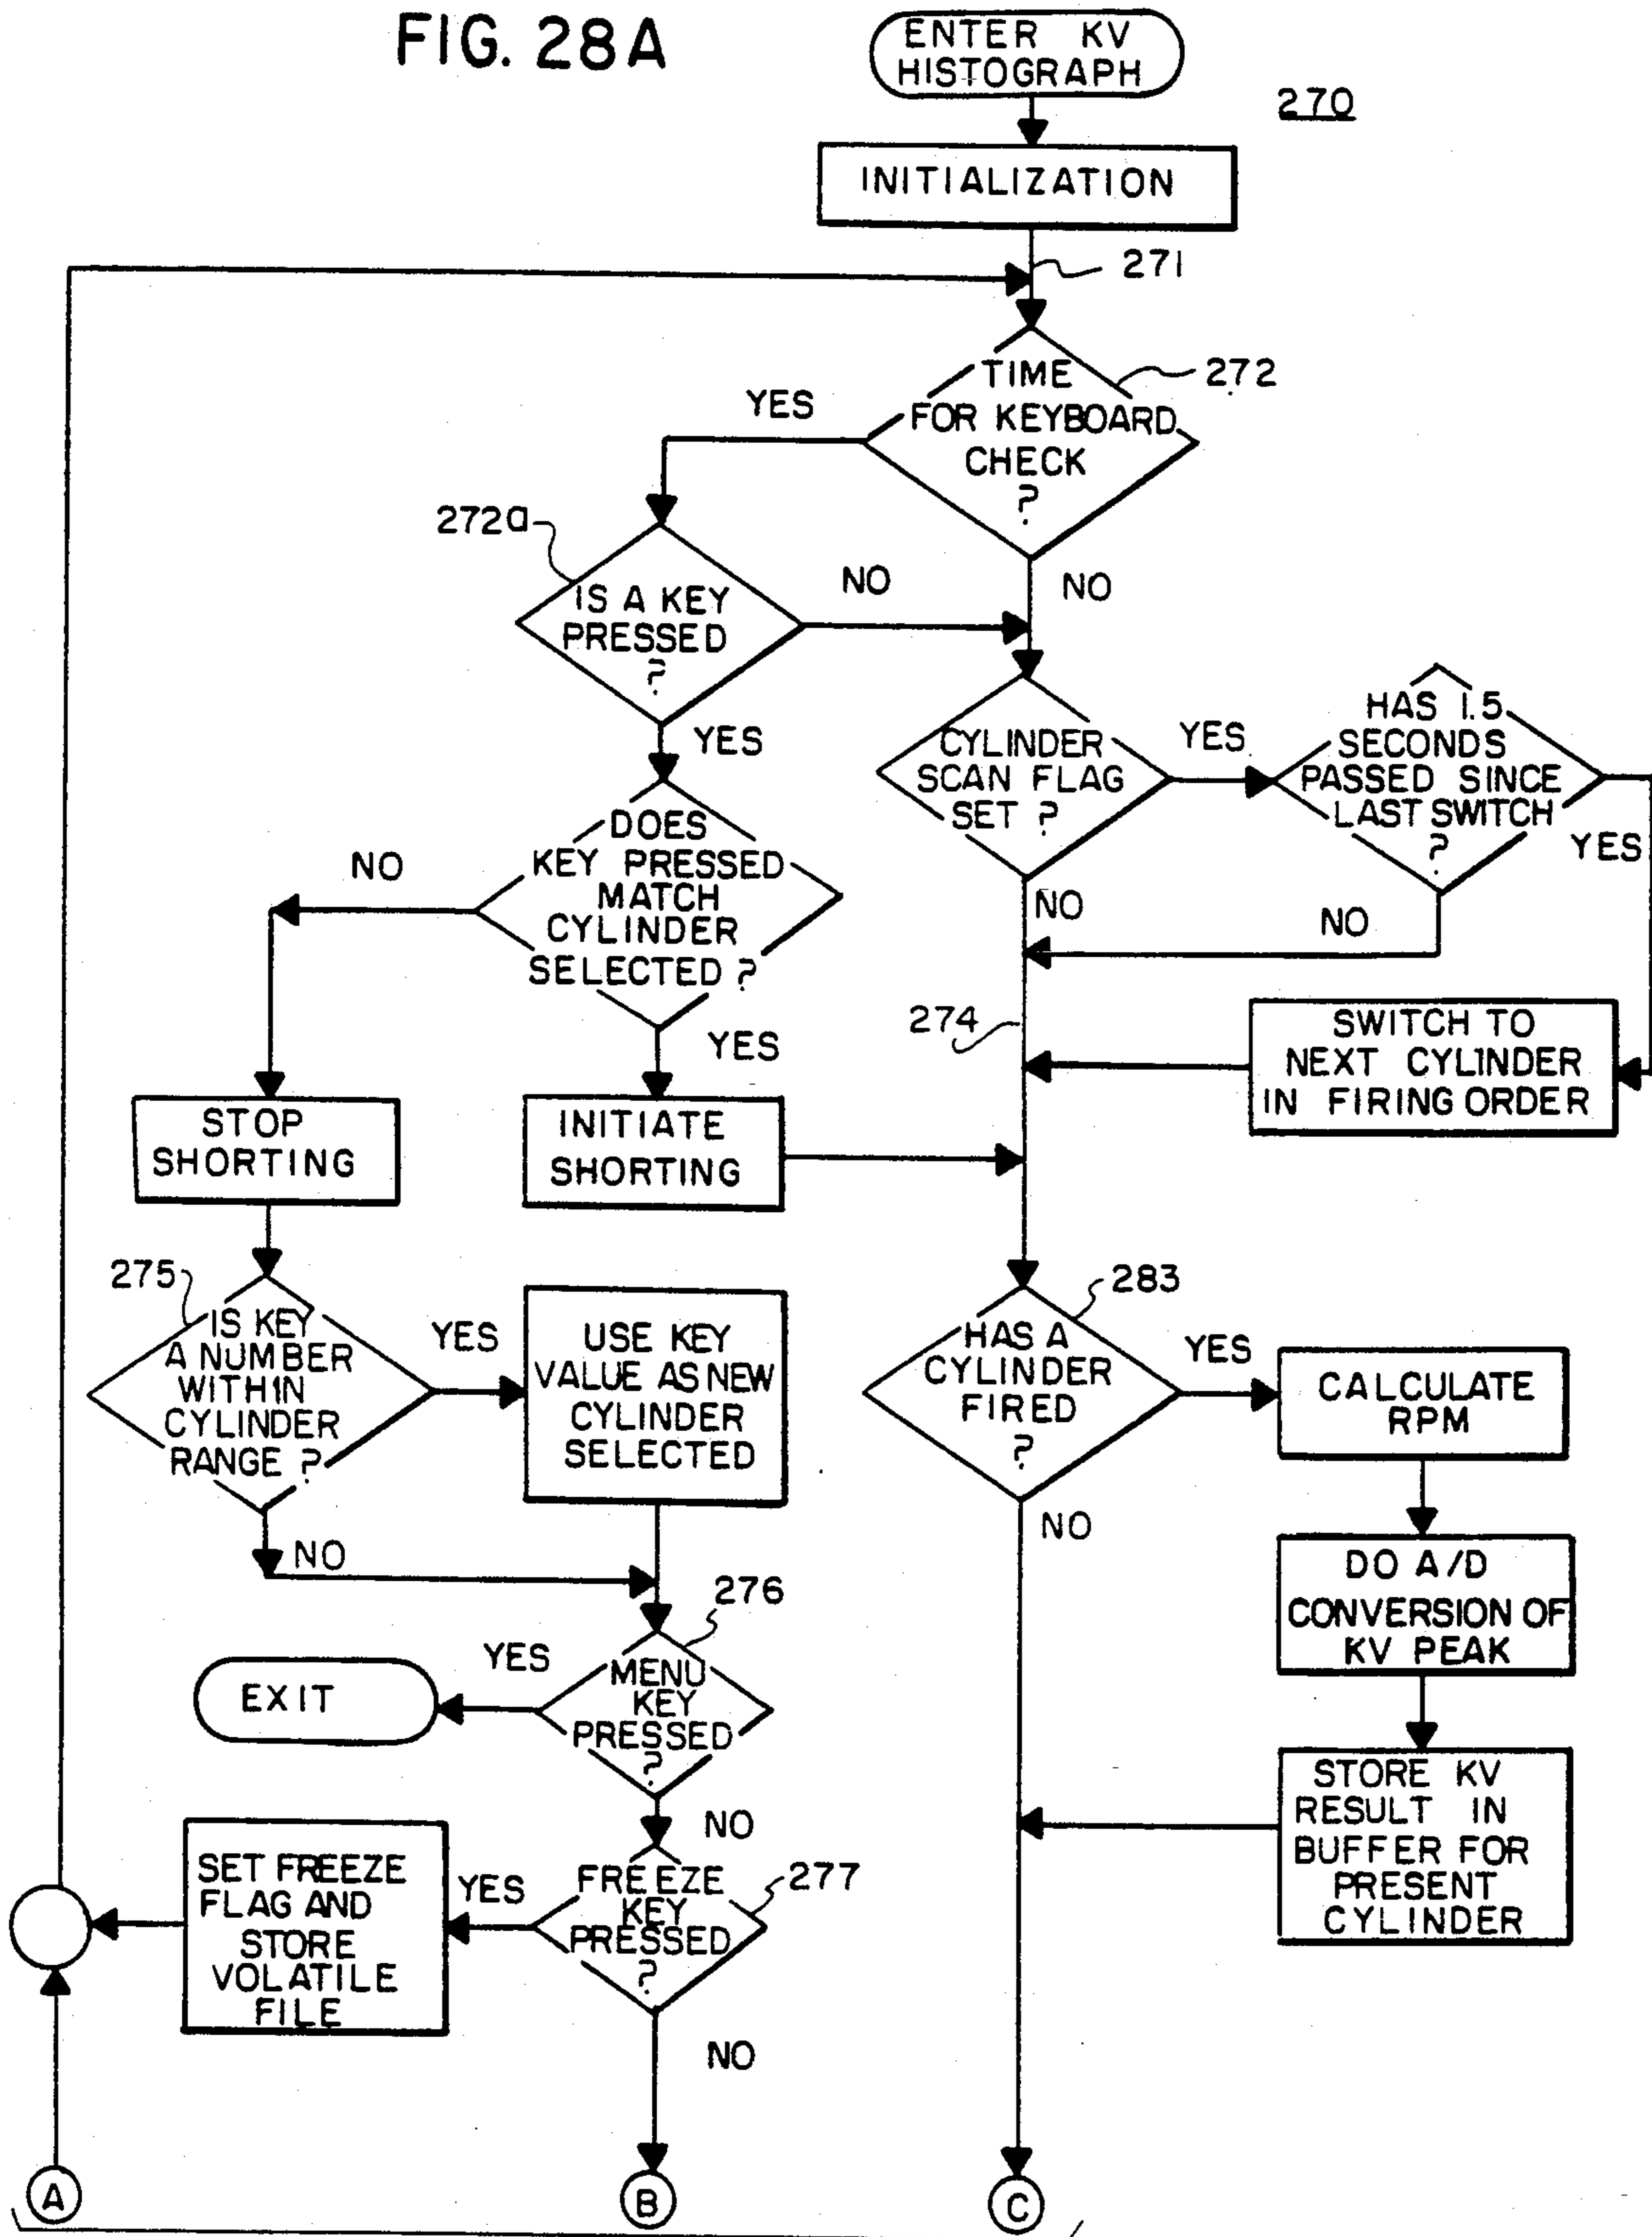 FIG. 28A
ENTER KV
HISTOGRAPH
270
INITIALIZATION
271
TIME
FOR KEYBOARD
CHECK
?
272
YES
NO
272a
IS A KEY
PRESSED
?
NO
YES
CYLINDER
SCAN FLAG
SET ?
YES
NO
HAS 1.5
SECONDS
PASSED SINCE
LAST SWITCH
?
YES
NO
DOES
KEY PRESSED
MATCH
CYLINDER
SELECTED ?
NO
YES
274
SWITCH TO
NEXT CYLINDER
IN FIRING ORDER
STOP
SHORTING
INITIATE
SHORTING
275
IS KEY
A NUMBER
WITHIN
CYLINDER
RANGE ?
YES
NO
USE KEY
VALUE AS NEW
CYLINDER
SELECTED
283
HAS A
CYLINDER
FIRED
?
YES
NO
CALCULATE
RPM
DO A/D
CONVERSION OF
KV PEAK
STORE KV
RESULT IN
BUFFER FOR
PRESENT
CYLINDER
276
MENU
KEY
PRESSED
?
YES
NO
EXIT
277
FREEZE
KEY
PRESSED
?
YES
NO
SET FREEZE
FLAG AND
STORE
VOLATILE
FILE
A
B
C